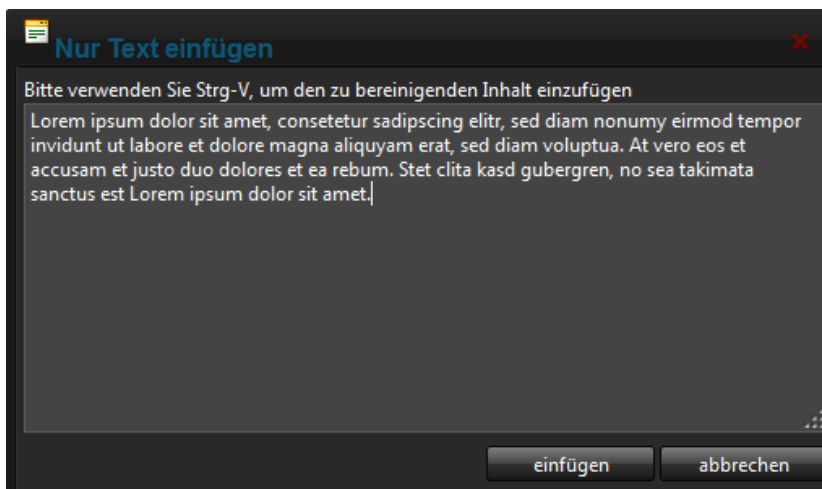 Nur Text einfügen
Bitte verwenden Sie Strg-V, um den zu bereinigenden Inhalt einzufügen
Lorem ipsum dolor sit amet, consetetur sadipscing elitr, sed diam nonumy eirmod tempor
invidunt ut labore et dolore magna aliquyam erat, sed diam voluptua. At vero eos et
accusam et justo duo dolores et ea rebum. Stet clita kasd gubergren, no sea takimata
sanctus est Lorem ipsum dolor sit amet.
einfügen abbrechen